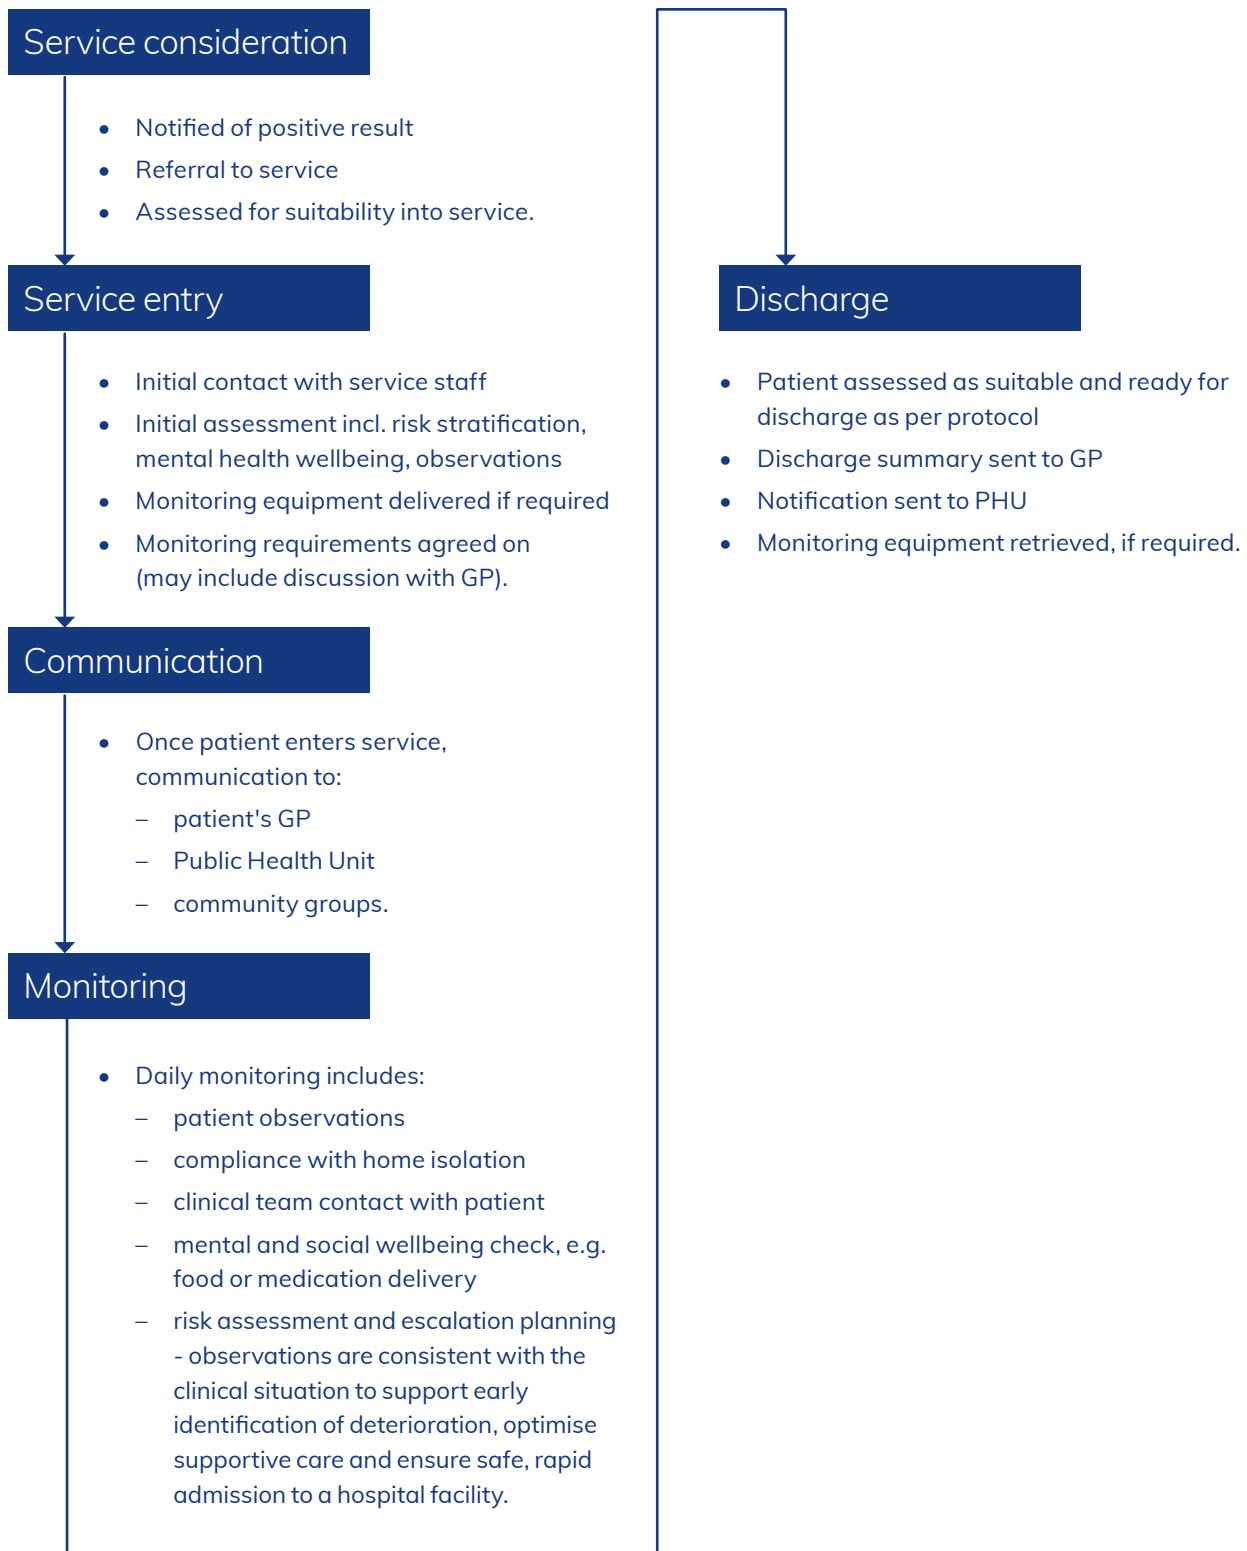 Service consideration
• Notified of positive result
• Referral to service
• Assessed for suitability into service.
Service entry
• Initial contact with service staff
• Initial assessment incl. risk stratification,
mental health wellbeing, observations
• Monitoring equipment delivered if required
• Monitoring requirements agreed on
(may include discussion with GP).
Communication
• Once patient enters service,
communication to:
– patient's GP
– Public Health Unit
– community groups.
Monitoring
• Daily monitoring includes:
– patient observations
– compliance with home isolation
– clinical team contact with patient
– mental and social wellbeing check, e.g.
food or medication delivery
– risk assessment and escalation planning
- observations are consistent with the
clinical situation to support early
identification of deterioration, optimise
supportive care and ensure safe, rapid
admission to a hospital facility.
Discharge
• Patient assessed as suitable and ready for
discharge as per protocol
• Discharge summary sent to GP
• Notification sent to PHU
• Monitoring equipment retrieved, if required.